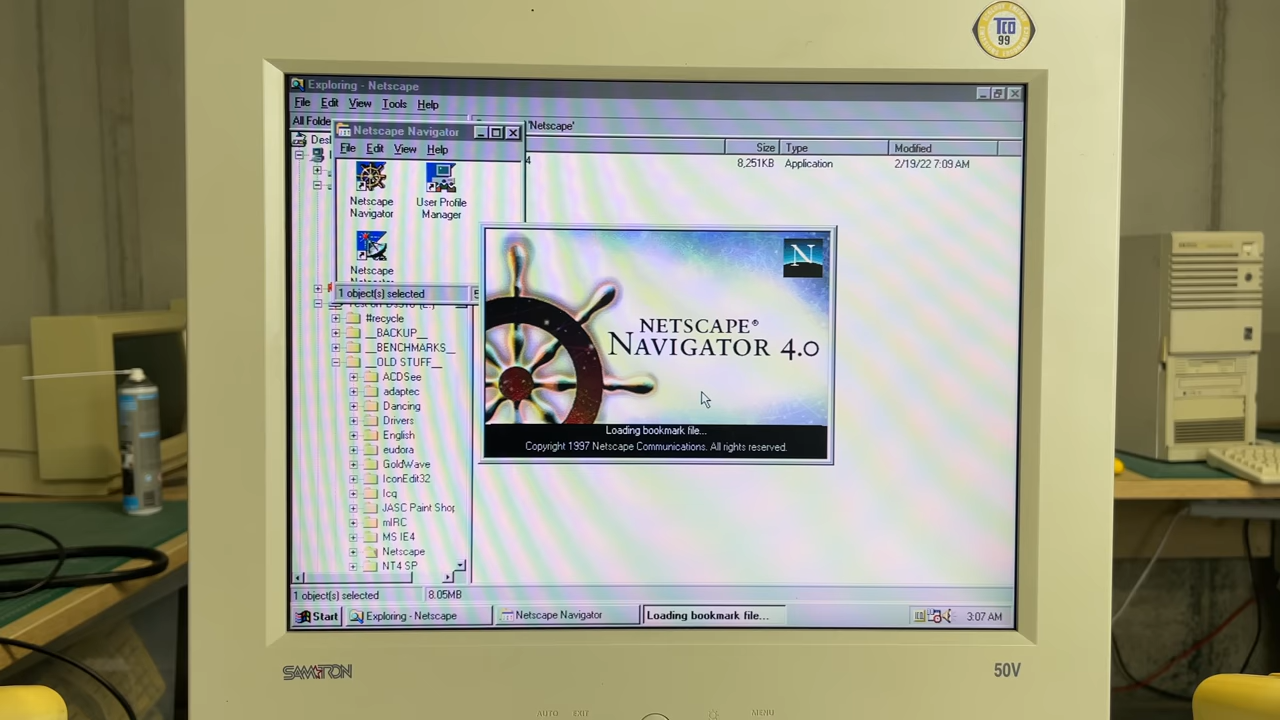 TCO
99
Exploring - Netscape
File Edit View Tools Help
All Folde
'Netscape'
Netscape Navigator
File Edit View Help
Size Type Modified
8,251KB Application 2/19/22 7:09 AM
Netscape
Navigator
User Profile
Manager
Netscape
1 object(s) selected
#recycle
__BACKUP__
__BENCHMARKS__
__OLD STUFF__
ACDSee
adaptec
Dancing
Drivers
English
eudora
GoldWave
IconEdit32
Icq
JASC Paint Shop
mIRC
MS IE4
Netscape
NT4 SP
N
NETSCAPE®
NAVIGATOR 4.0
Loading bookmark file...
Copyright 1997 Netscape Communications. All rights reserved.
1 object(s) selected 8.05MB
Start Exploring - Netscape Netscape Navigator Loading bookmark file... 3:07 AM
SAMTRON
50V
AUTO EXIT MENU